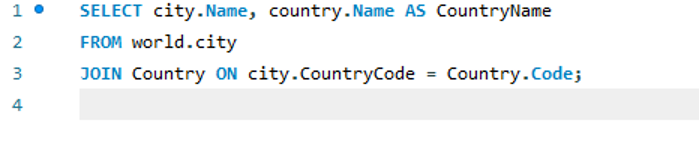 1 SELECT city.Name, country.Name AS CountryName
2 FROM world.city
3 JOIN Country ON city.CountryCode = Country.Code;
4